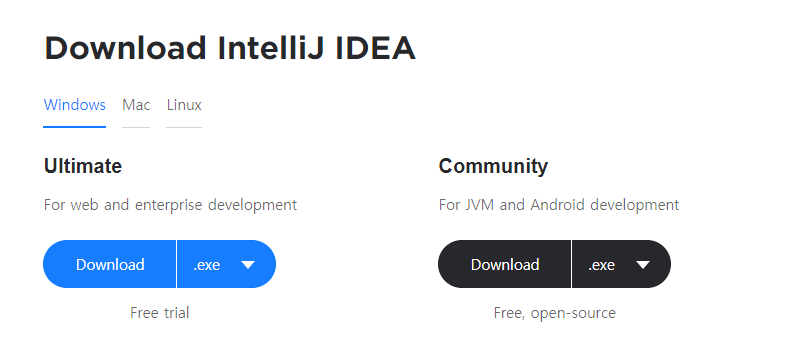 Download IntelliJ IDEA
Windows Mac Linux
Ultimate
For web and enterprise development
Download .exe
Free trial
Community
For JVM and Android development
Download .exe
Free, open-source